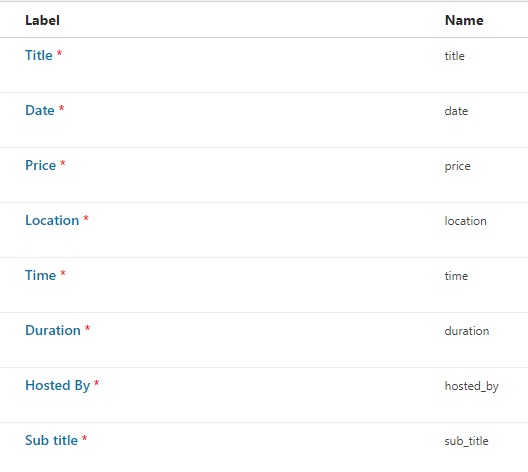 Label Name
Title * title
Date * date
Price * price
Location * location
Time * time
Duration * duration
Hosted By * hosted_by
Sub title * sub_title